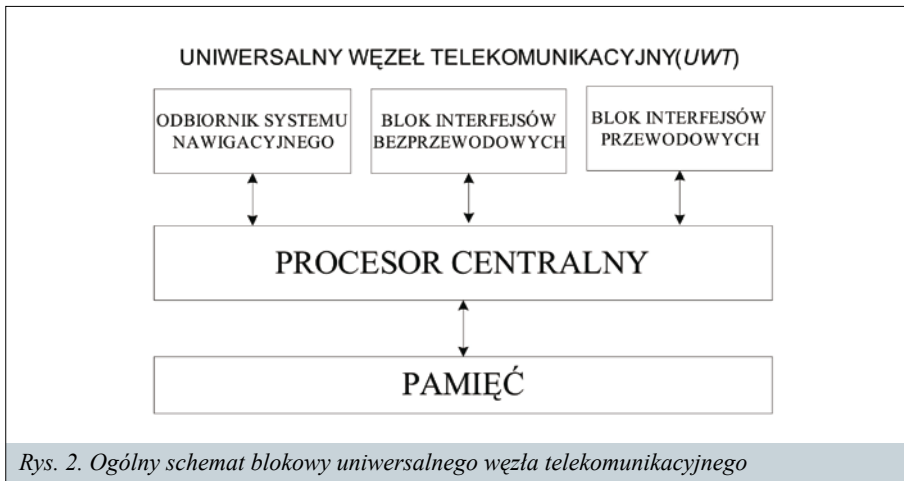 UNIWERSALNY WĘZEŁ TELEKOMUNIKACYJNY(UWT)
ODBIORNIK SYSTEMU
NAWIGACYJNEGO
BLOK INTERFEJSÓW
BEZPRZEWODOWYCH
BLOK INTERFEJSÓW
PRZEWODOWYCH
PROCESOR CENTRALNY
PAMIĘĆ
Rys. 2. Ogólny schemat blokowy uniwersalnego węzła telekomunikacyjnego